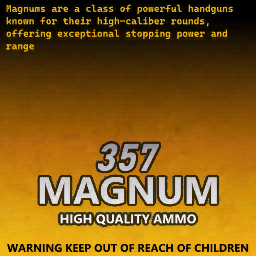 Magnums are a class of powerful handguns
known for their high-caliber rounds,
offering exceptional stopping power and
range
357
MAGNUM
HIGH QUALITY AMMO
WARNING KEEP OUT OF REACH OF CHILDREN